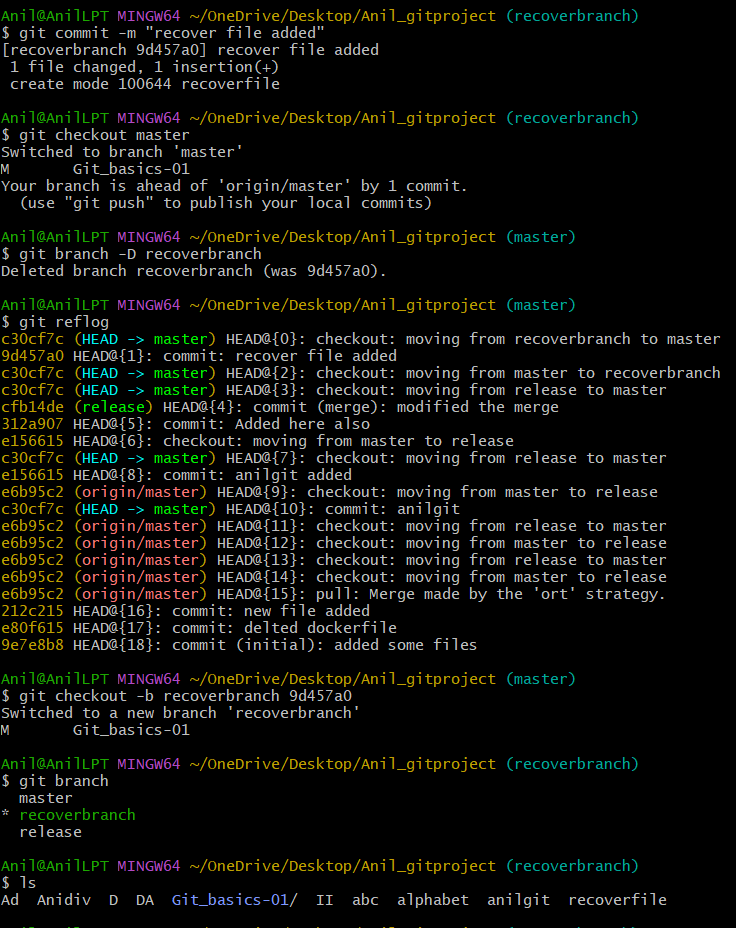 Anil@AnilLPT MINGW64 ~/OneDrive/Desktop/Anil_gitproject (recoverbranch)
$ git commit -m "recover file added"
[recoverbranch 9d457a0] recover file added
 1 file changed, 1 insertion(+)
 create mode 100644 recoverfile

Anil@AnilLPT MINGW64 ~/OneDrive/Desktop/Anil_gitproject (recoverbranch)
$ git checkout master
Switched to branch 'master'
M       Git_basics-01
Your branch is ahead of 'origin/master' by 1 commit.
  (use "git push" to publish your local commits)

Anil@AnilLPT MINGW64 ~/OneDrive/Desktop/Anil_gitproject (master)
$ git branch -D recoverbranch
Deleted branch recoverbranch (was 9d457a0).

Anil@AnilLPT MINGW64 ~/OneDrive/Desktop/Anil_gitproject (master)
$ git reflog
c30cf7c (HEAD -> master) HEAD@{0}: checkout: moving from recoverbranch to master
9d457a0 HEAD@{1}: commit: recover file added
c30cf7c (HEAD -> master) HEAD@{2}: checkout: moving from master to recoverbranch
c30cf7c (HEAD -> master) HEAD@{3}: checkout: moving from release to master
cfb14de (release) HEAD@{4}: commit (merge): modified the merge
312a907 HEAD@{5}: commit: Added here also
e156615 HEAD@{6}: checkout: moving from master to release
c30cf7c (HEAD -> master) HEAD@{7}: checkout: moving from release to master
e156615 HEAD@{8}: commit: anilgit added
e6b95c2 (origin/master) HEAD@{9}: checkout: moving from master to release
c30cf7c (HEAD -> master) HEAD@{10}: commit: anilgit
e6b95c2 (origin/master) HEAD@{11}: checkout: moving from release to master
e6b95c2 (origin/master) HEAD@{12}: checkout: moving from master to release
e6b95c2 (origin/master) HEAD@{13}: checkout: moving from release to master
e6b95c2 (origin/master) HEAD@{14}: checkout: moving from master to release
e6b95c2 (origin/master) HEAD@{15}: pull: Merge made by the 'ort' strategy.
212c215 HEAD@{16}: commit: new file added
e80f615 HEAD@{17}: commit: delted dockerfile
9e7e8b8 HEAD@{18}: commit (initial): added some files

Anil@AnilLPT MINGW64 ~/OneDrive/Desktop/Anil_gitproject (master)
$ git checkout -b recoverbranch 9d457a0
Switched to a new branch 'recoverbranch'
M       Git_basics-01

Anil@AnilLPT MINGW64 ~/OneDrive/Desktop/Anil_gitproject (recoverbranch)
$ git branch
  master
* recoverbranch
  release

Anil@AnilLPT MINGW64 ~/OneDrive/Desktop/Anil_gitproject (recoverbranch)
$ ls
Ad  Anidiv  D  DA  Git_basics-01/  II  abc  alphabet  anilgit  recoverfile

Anil@AnilLPT MINGW64 ~/OneDrive/Desktop/Anil_gitproject (recoverbranch)